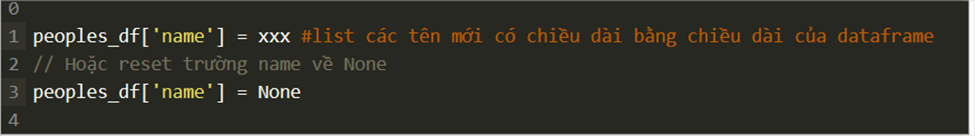 0
1 peoples_df['name'] = xxx #list các tên mới có chiều dài bằng chiều dài của dataframe
2 // Hoặc reset trường name về None
3 peoples_df['name'] = None
4